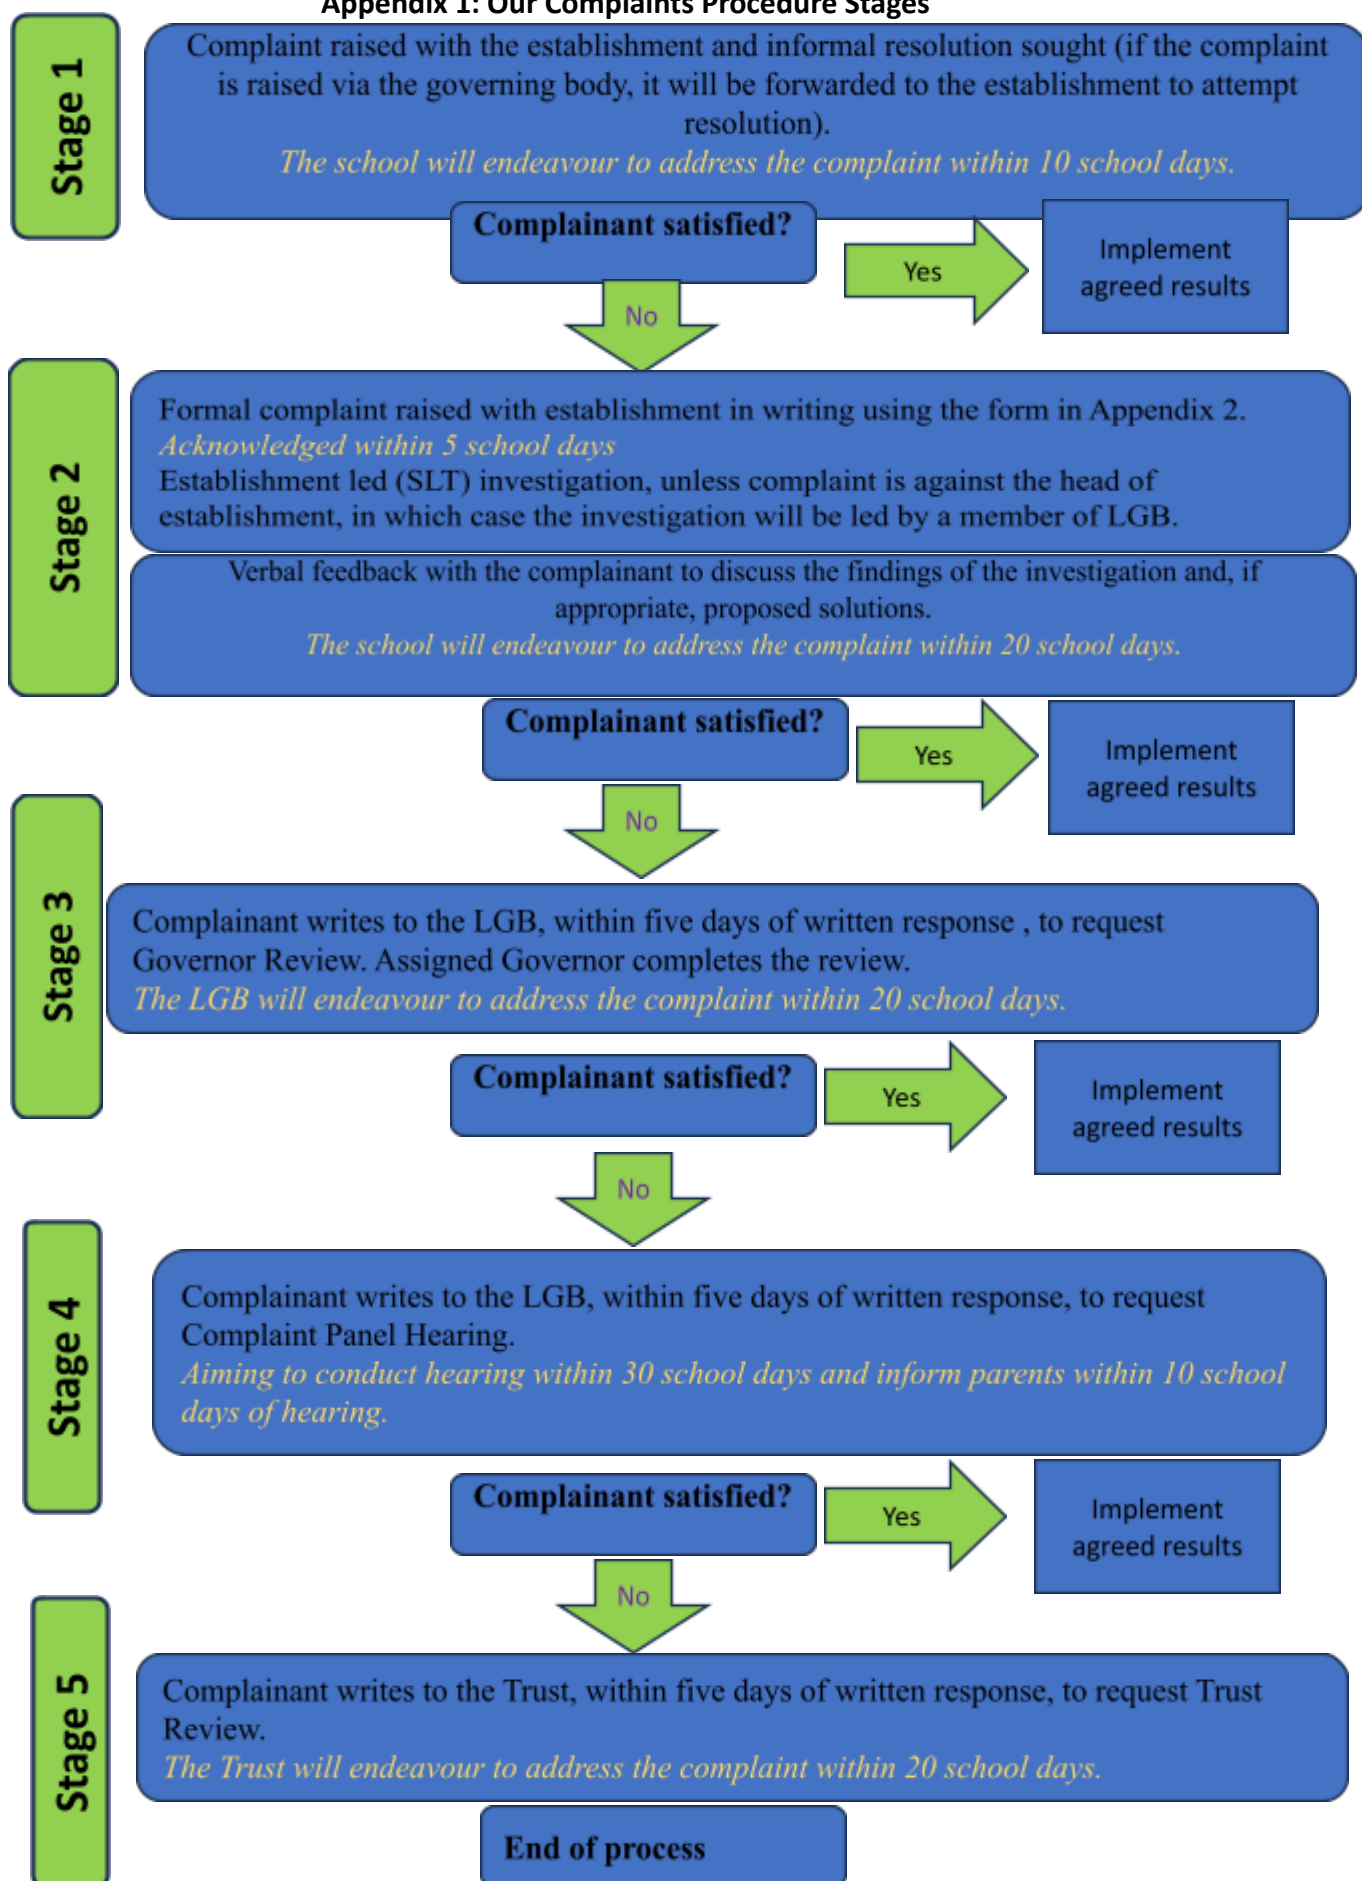 Appendix 1: Our Complaints Procedure Stages
Stage 1
Complaint raised with the establishment and informal resolution sought (if the complaint
is raised via the governing body, it will be forwarded to the establishment to attempt
resolution).
The school will endeavour to address the complaint within 10 school days.
Complainant satisfied?
Yes
Implement
agreed results
No
Stage 2
Formal complaint raised with establishment in writing using the form in Appendix 2.
Acknowledged within 5 school days
Establishment led (SLT) investigation, unless complaint is against the head of
establishment, in which case the investigation will be led by a member of LGB.
Verbal feedback with the complainant to discuss the findings of the investigation and, if
appropriate, proposed solutions.
The school will endeavour to address the complaint within 20 school days.
Complainant satisfied?
Yes
Implement
agreed results
No
Stage 3
Complainant writes to the LGB, within five days of written response , to request
Governor Review. Assigned Governor completes the review.
The LGB will endeavour to address the complaint within 20 school days.
Complainant satisfied?
Yes
Implement
agreed results
No
Stage 4
Complainant writes to the LGB, within five days of written response, to request
Complaint Panel Hearing.
Aiming to conduct hearing within 30 school days and inform parents within 10 school
days of hearing.
Complainant satisfied?
Yes
Implement
agreed results
No
Stage 5
Complainant writes to the Trust, within five days of written response, to request Trust
Review.
The Trust will endeavour to address the complaint within 20 school days.
End of process